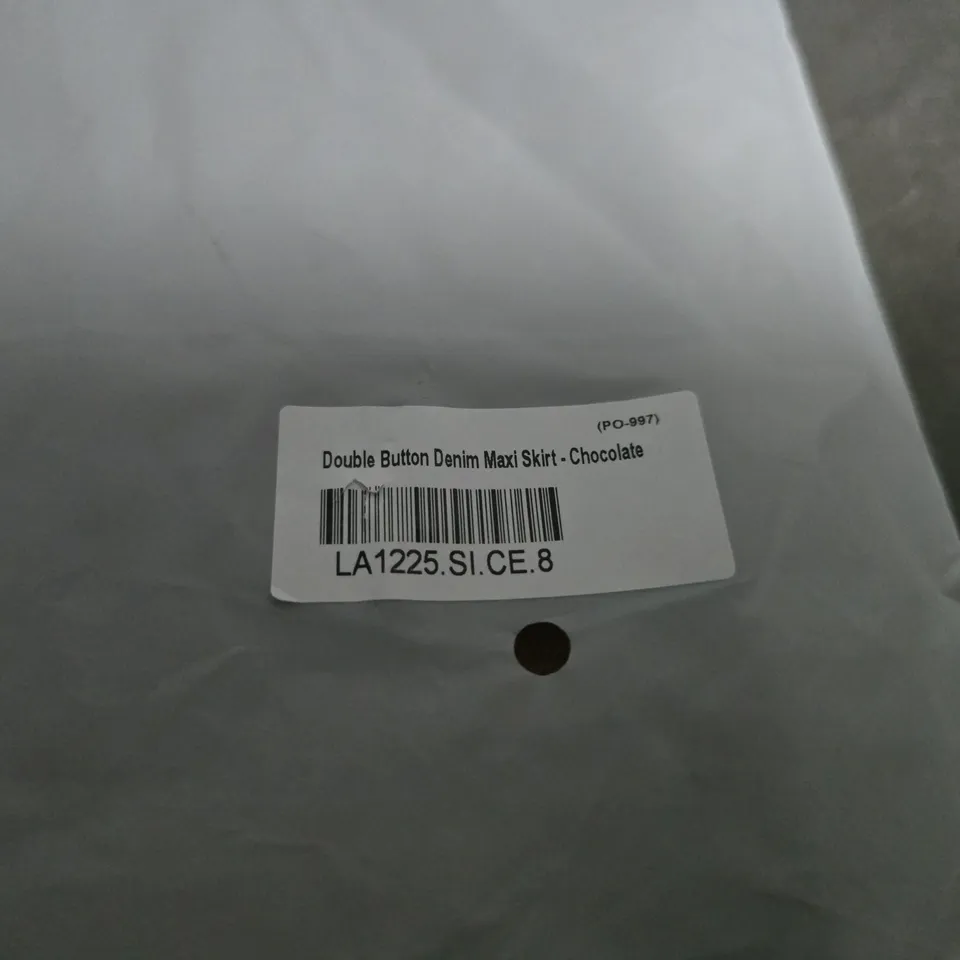 (PO-997)
Double Button Denim Maxi Skirt - Chocolate
LA1225.SI.CE.8